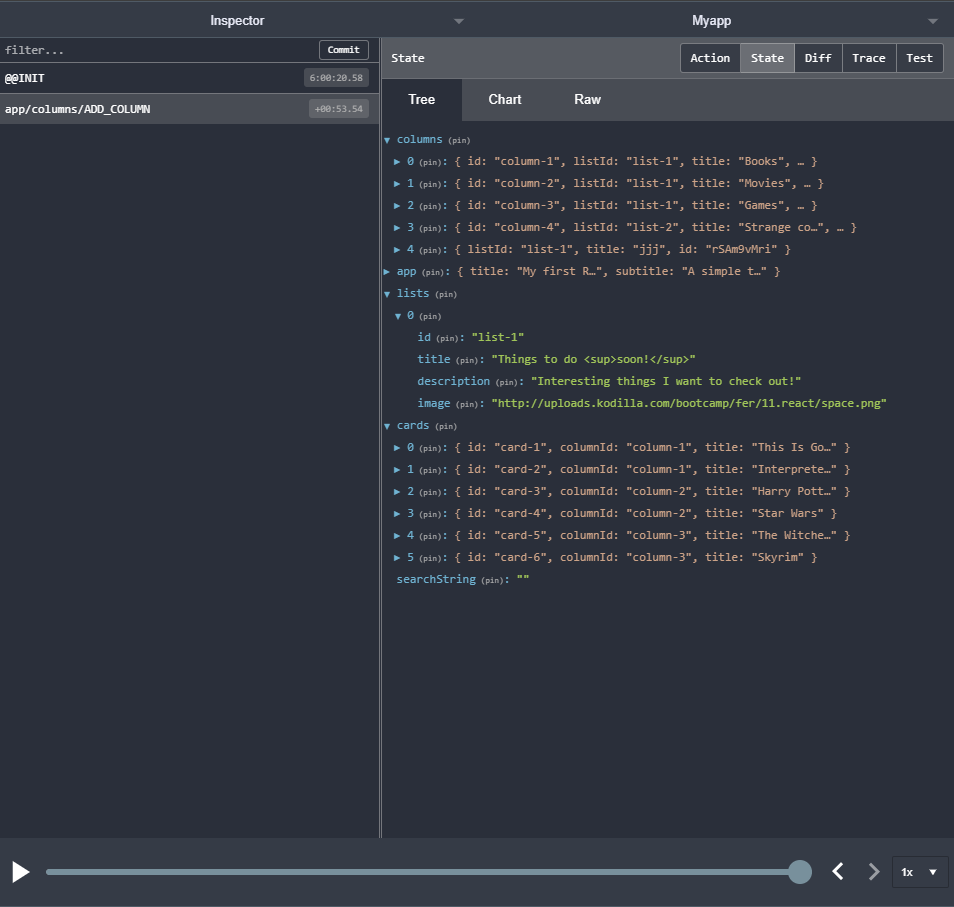 Inspector
Myapp
filter...
Commit
@@INIT
6:00:20.58
app/columns/ADD_COLUMN
+00:53.54
State
Action State Diff Trace Test
Tree Chart Raw
▼ columns (pin)
▶ 0 (pin): { id: "column-1", listId: "list-1", title: "Books", … }
▶ 1 (pin): { id: "column-2", listId: "list-1", title: "Movies", … }
▶ 2 (pin): { id: "column-3", listId: "list-1", title: "Games", … }
▶ 3 (pin): { id: "column-4", listId: "list-2", title: "Strange co…", … }
▶ 4 (pin): { listId: "list-1", title: "jjj", id: "rSAm9vMri" }
▶ app (pin): { title: "My first R…", subtitle: "A simple t…" }
▼ lists (pin)
▼ 0 (pin)
id (pin): "list-1"
title (pin): "Things to do <sup>soon!</sup>"
description (pin): "Interesting things I want to check out!"
image (pin): "http://uploads.kodilla.com/bootcamp/fer/11.react/space.png"
▼ cards (pin)
▶ 0 (pin): { id: "card-1", columnId: "column-1", title: "This Is Go…" }
▶ 1 (pin): { id: "card-2", columnId: "column-1", title: "Interprete…" }
▶ 2 (pin): { id: "card-3", columnId: "column-2", title: "Harry Pott…" }
▶ 3 (pin): { id: "card-4", columnId: "column-2", title: "Star Wars" }
▶ 4 (pin): { id: "card-5", columnId: "column-3", title: "The Witche…" }
▶ 5 (pin): { id: "card-6", columnId: "column-3", title: "Skyrim" }
searchString (pin): ""
1x